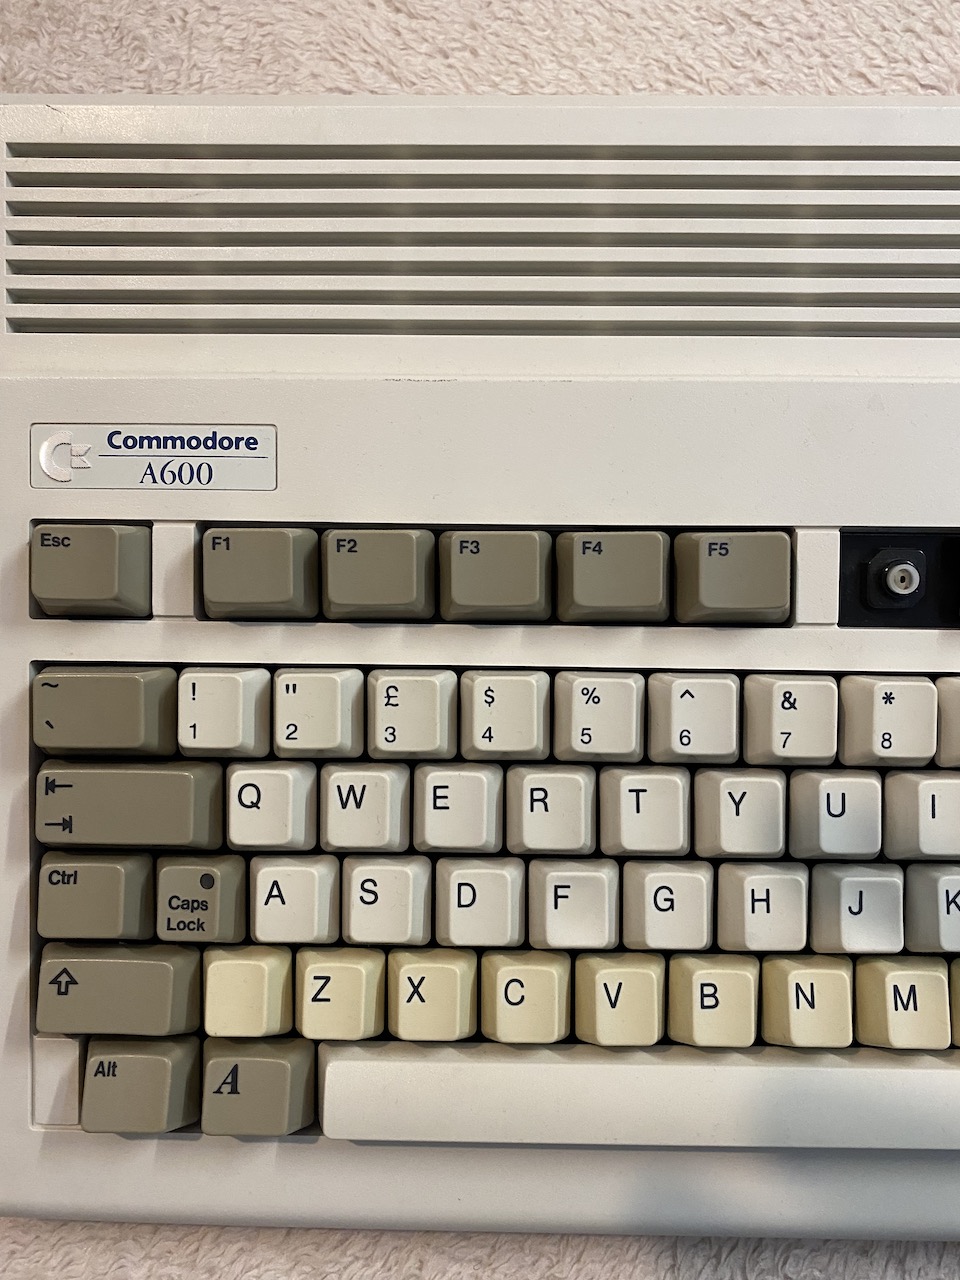 Commodore
A600
Esc F1 F2 F3 F4 F5
~ ! " £ $ % ^ & *
` 1 2 3 4 5 6 7 8
Q W E R T Y U I
Ctrl Caps Lock A S D F G H J K
Z X C V B N M
Alt A